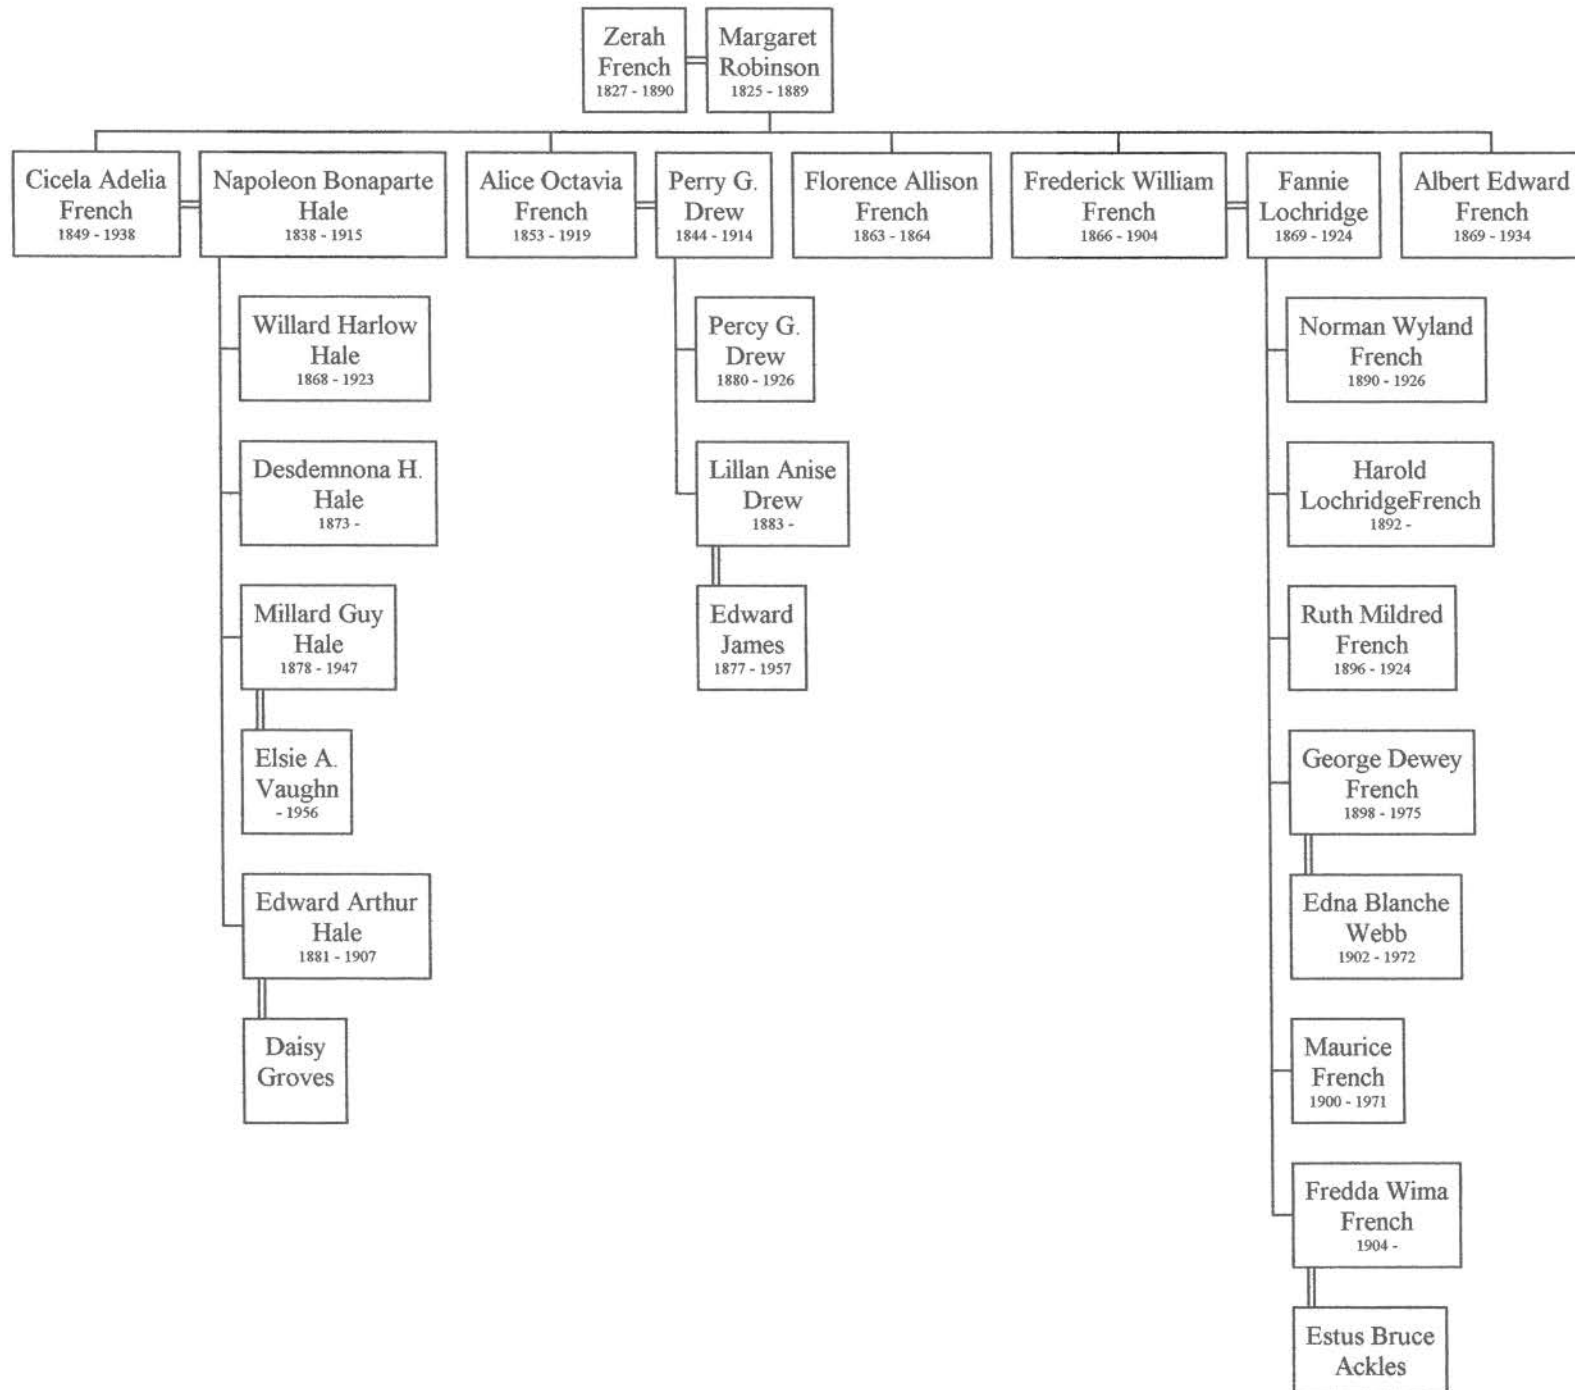 Zerah
French
1827 - 1890
Margaret
Robinson
1825 - 1889
Cicela Adelia
French
1849 - 1938
Napoleon Bonaparte
Hale
1838 - 1915
Alice Octavia
French
1853 - 1919
Perry G.
Drew
1844 - 1914
Florence Allison
French
1863 - 1864
Frederick William
French
1866 - 1904
Fannie
Lochridge
1869 - 1924
Albert Edward
French
1869 - 1934
Willard Harlow
Hale
1868 - 1923
Desdemnona H.
Hale
1873 -
Millard Guy
Hale
1878 - 1947
Elsie A.
Vaughn
- 1956
Edward Arthur
Hale
1881 - 1907
Daisy
Groves
Percy G.
Drew
1880 - 1926
Lillan Anise
Drew
1883 -
Edward
James
1877 - 1957
Norman Wyland
French
1890 - 1926
Harold
LochridgeFrench
1892 -
Ruth Mildred
French
1896 - 1924
George Dewey
French
1898 - 1975
Edna Blanche
Webb
1902 - 1972
Maurice
French
1900 - 1971
Fredda Wima
French
1904 -
Estus Bruce
Ackles